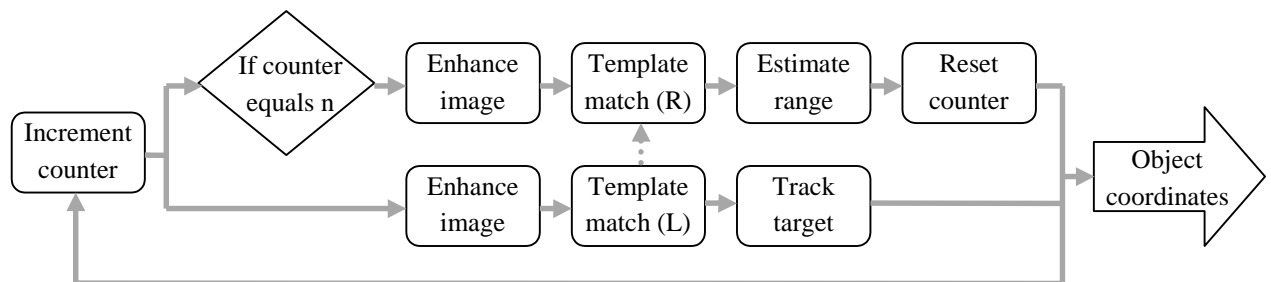 Increment
counter
If counter
equals n
Enhance
image
Template
match (R)
Estimate
range
Reset
counter
Enhance
image
Template
match (L)
Track
target
Object
coordinates